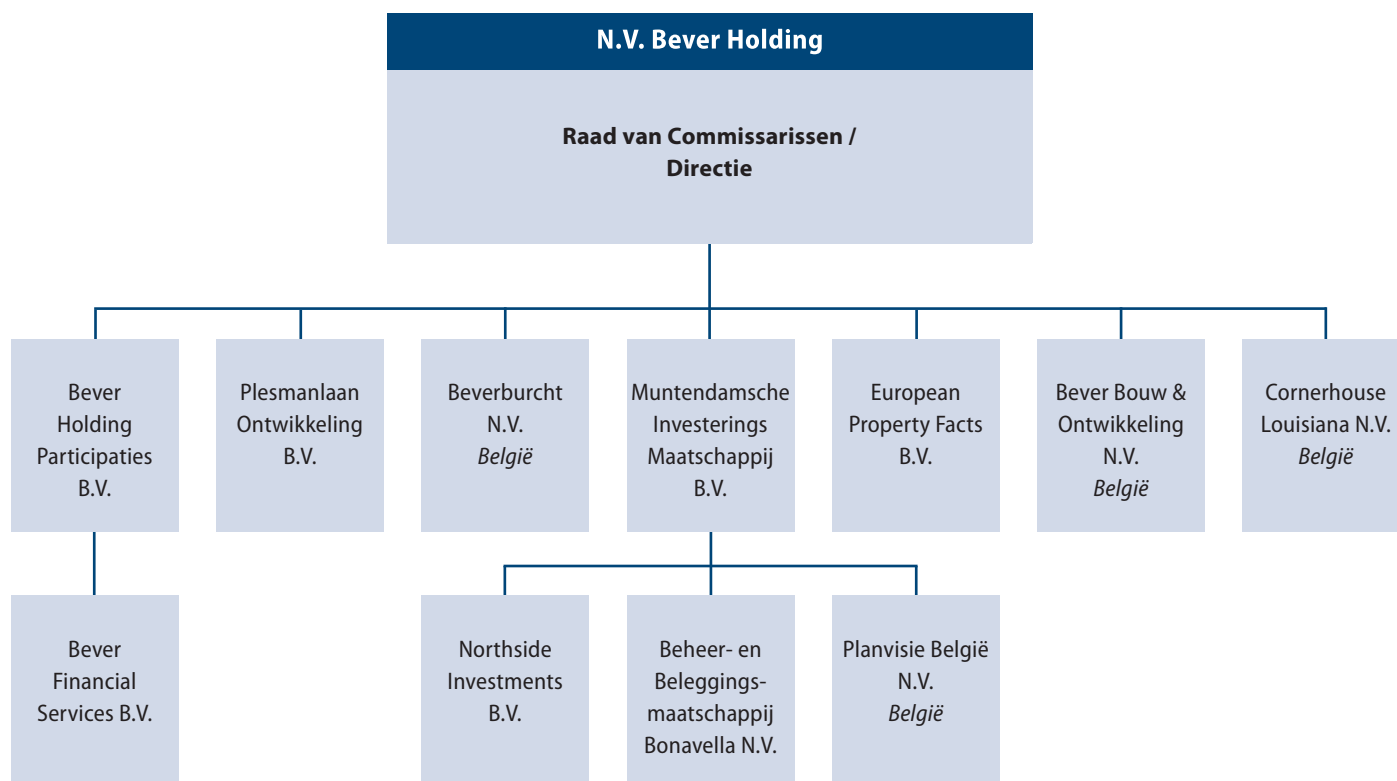 N.V. Bever Holding
Raad van Commissarissen /
Directie
Bever
Holding
Participaties
B.V.
Plesmanlaan
Ontwikkeling
B.V.
Beverburcht
N.V.
België
Muntendamsche
Investerings
Maatschappij
B.V.
European
Property Facts
B.V.
Bever Bouw &
Ontwikkeling
N.V.
België
Cornerhouse
Louisiana N.V.
België
Bever
Financial
Services B.V.
Northside
Investments
B.V.
Beheer- en
Beleggings-
maatschappij
Bonavella N.V.
Planvisie België
N.V.
België